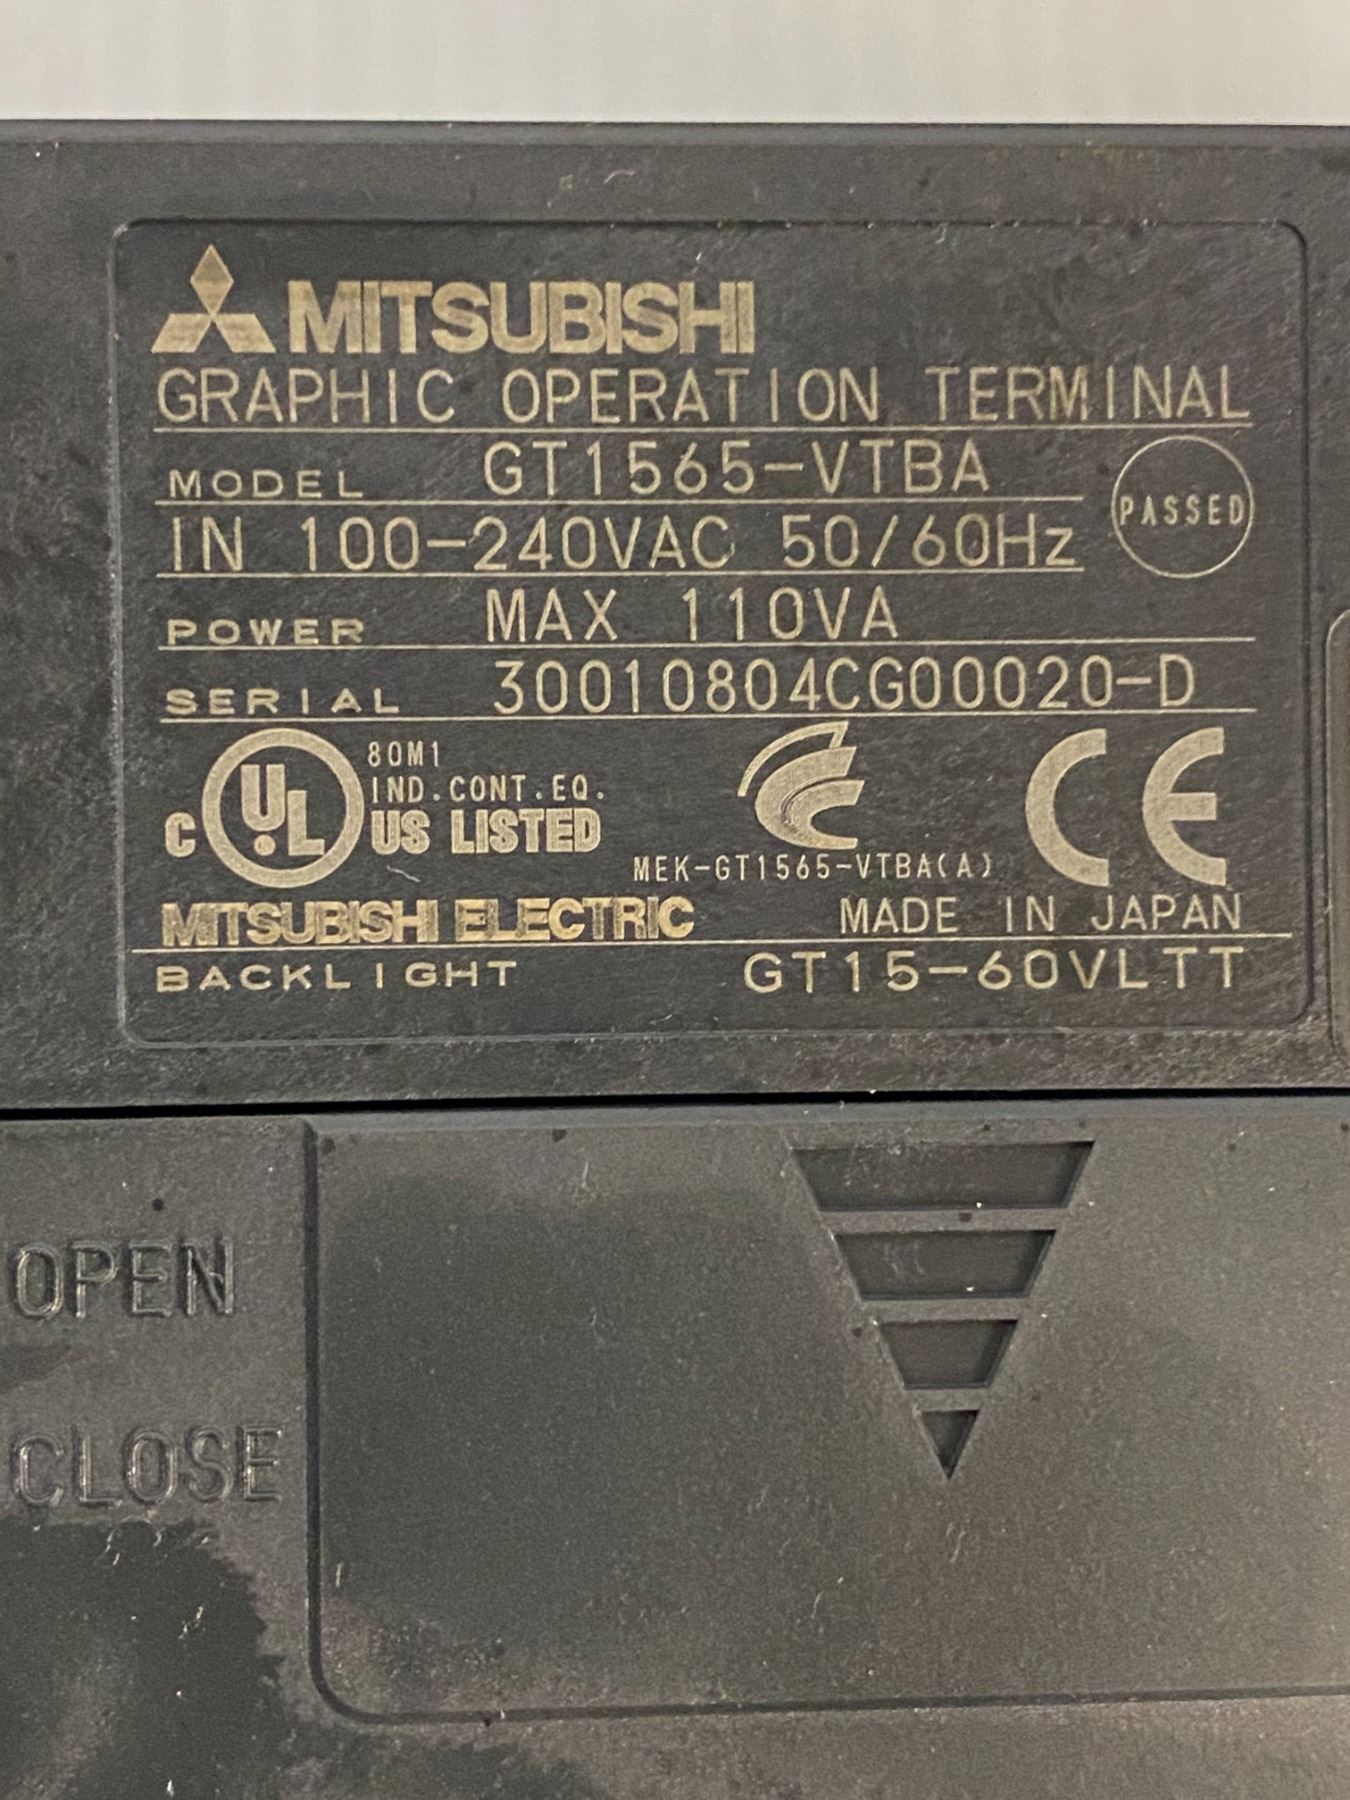 MITSUBISHI
GRAPHIC OPERATION TERMINAL
MODEL GT1565-VTBA
PASSED
IN 100-240VAC 50/60Hz
POWER MAX 110VA
SERIAL 30010804CG00020-D
80M1
IND.CONT.EQ.
C UL US LISTED
MEK-GT1565-VTBA(A)
CE
MITSUBISHI ELECTRIC MADE IN JAPAN
BACKLIGHT GT15-60VLTT
OPEN
CLOSE